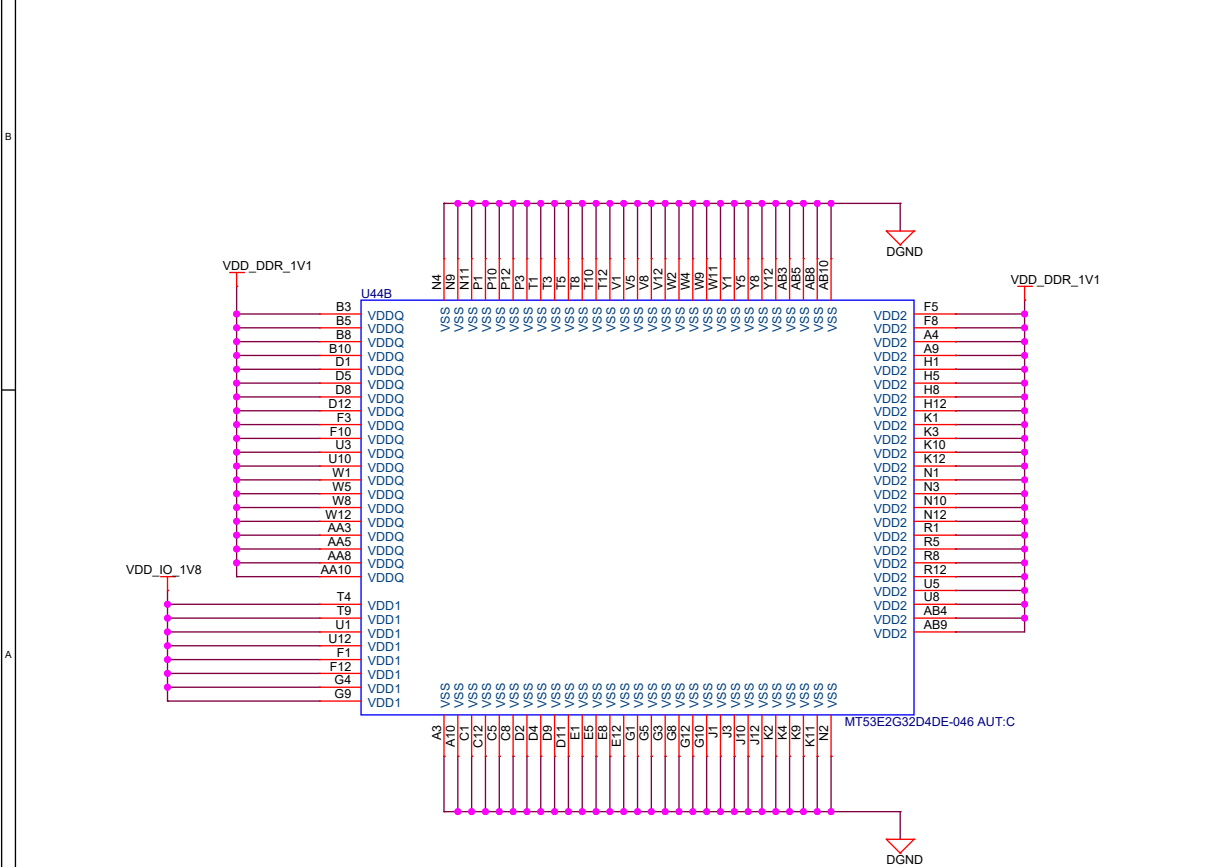 B
DGND
N4 N9 N11 P1 P10 P12 P3 T1 T3 T5 T8 T10 T12 V1 V5 V8 V12 W2 W4 W9 W11 Y1 Y5 Y8 Y12 AB3 AB5 AB8 AB10
VSS VSS VSS VSS VSS VSS VSS VSS VSS VSS VSS VSS VSS VSS VSS VSS VSS VSS VSS VSS VSS VSS VSS VSS VSS VSS VSS VSS VSS
VDD_DDR_1V1
VDD_DDR_1V1
U44B
B3 VDDQ
B5 VDDQ
B8 VDDQ
B10 VDDQ
D1 VDDQ
D5 VDDQ
D8 VDDQ
D12 VDDQ
F3 VDDQ
F10 VDDQ
U3 VDDQ
U10 VDDQ
W1 VDDQ
W5 VDDQ
W8 VDDQ
W12 VDDQ
AA3 VDDQ
AA5 VDDQ
AA8 VDDQ
AA10 VDDQ
VDD_IO_1V8
T4 VDD1
T9 VDD1
U1 VDD1
U12 VDD1
F1 VDD1
F12 VDD1
G4 VDD1
G9 VDD1
VDD2 F5
VDD2 F8
VDD2 A4
VDD2 A9
VDD2 H1
VDD2 H5
VDD2 H8
VDD2 H12
VDD2 K1
VDD2 K3
VDD2 K10
VDD2 K12
VDD2 N1
VDD2 N3
VDD2 N10
VDD2 N12
VDD2 R1
VDD2 R5
VDD2 R8
VDD2 R12
VDD2 U5
VDD2 U8
VDD2 AB4
VDD2 AB9
A
VSS VSS VSS VSS VSS VSS VSS VSS VSS VSS VSS VSS VSS VSS VSS VSS VSS VSS VSS VSS VSS VSS VSS VSS VSS VSS VSS VSS VSS
MT53E2G32D4DE-046 AUT:C
A3 A10 C1 C12 C5 C8 D2 D4 D9 D11 E1 E5 E8 E12 G1 G5 G3 G8 G12 G10 J1 J3 J10 J12 K2 K4 K9 K11 N2
DGND